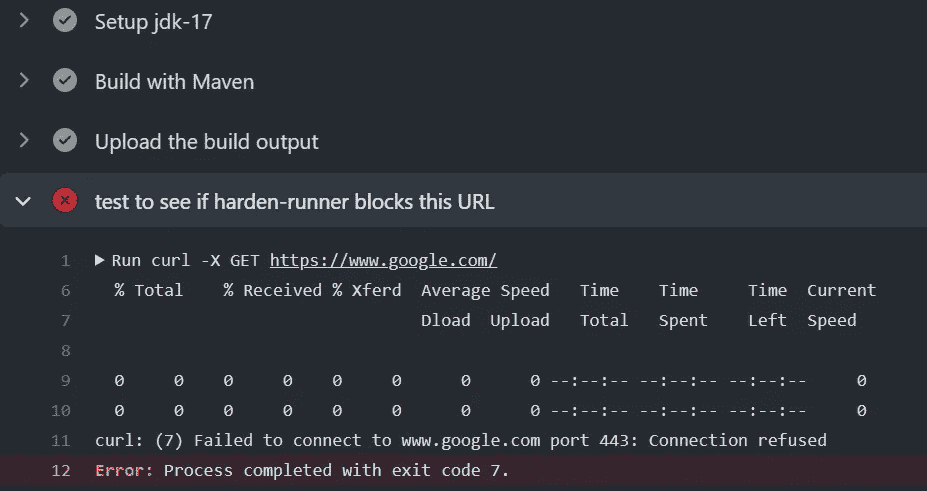 Setup jdk-17
Build with Maven
Upload the build output
test to see if harden-runner blocks this URL
1 Run curl -X GET https://www.google.com/
6 % Total % Received % Xferd Average Speed Time Time Time Current
7 Dload Upload Total Spent Left Speed
8
9 0 0 0 0 0 0 0 0 --:--:-- --:--:-- --:--:-- 0
10 0 0 0 0 0 0 0 0 --:--:-- --:--:-- --:--:-- 0
11 curl: (7) Failed to connect to www.google.com port 443: Connection refused
12 Error: Process completed with exit code 7.